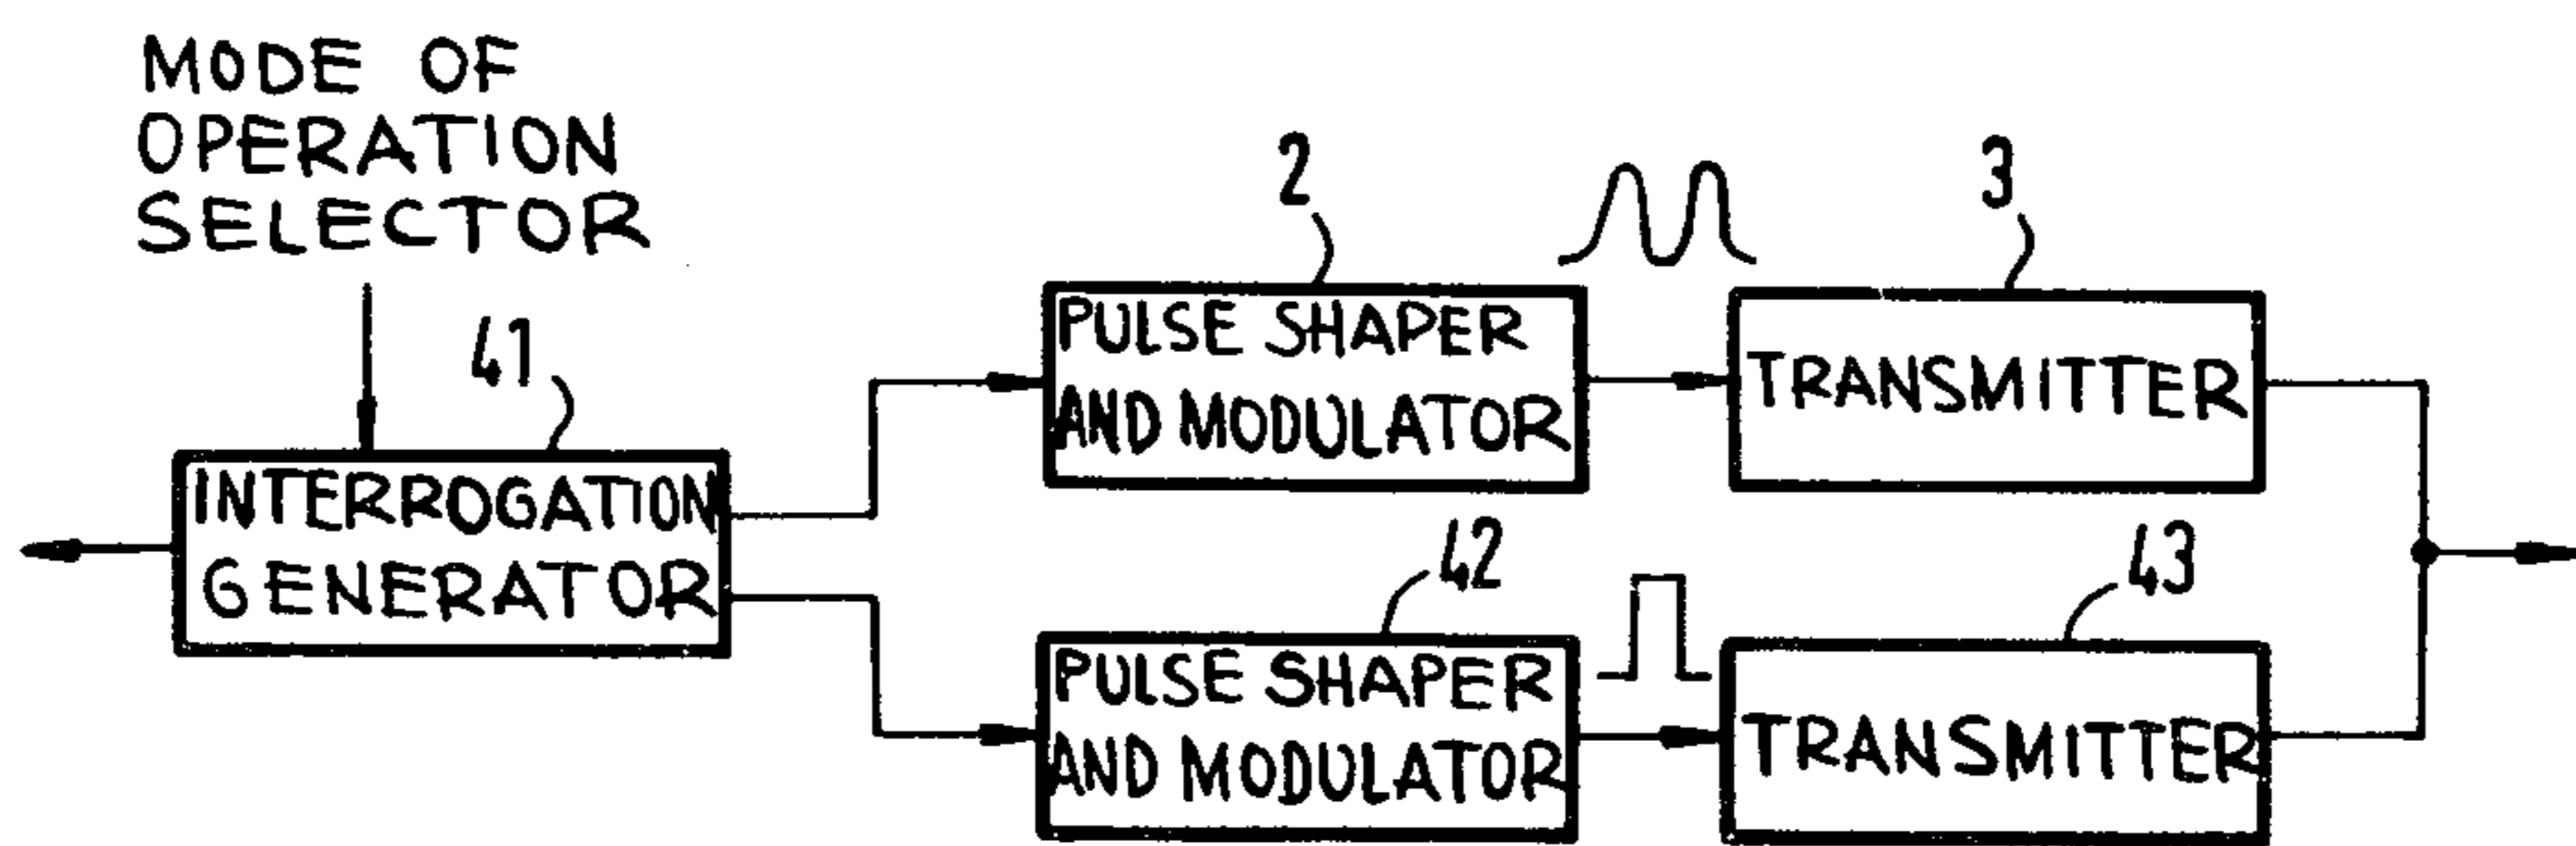 MODE OF
OPERATION
SELECTOR
41
INTERROGATION
GENERATOR
2
PULSE SHAPER
AND MODULATOR
3
TRANSMITTER
42
PULSE SHAPER
AND MODULATOR
43
TRANSMITTER